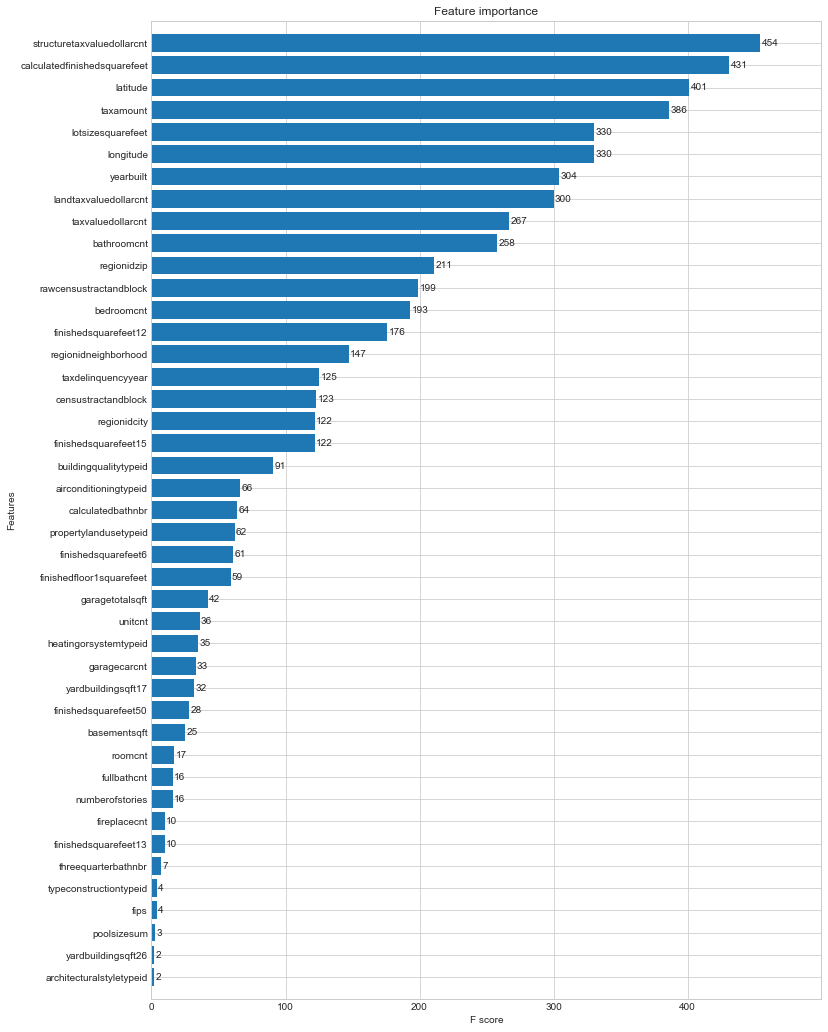 Feature importance
structuretaxvaluedollarcnt 454
calculatedfinishedsquarefeet 431
latitude 401
taxamount 386
lotsizesquarefeet 330
longitude 330
yearbuilt 304
landtaxvaluedollarcnt 300
taxvaluedollarcnt 267
bathroomcnt 258
regionidzip 211
rawcensustractandblock 199
bedroomcnt 193
finishedsquarefeet12 176
regionidneighborhood 147
taxdelinquencyyear 125
censustractandblock 123
regionidcity 122
finishedsquarefeet15 122
buildingqualitytypeid 91
airconditioningtypeid 66
calculatedbathnbr 64
propertylandusetypeid 62
finishedsquarefeet6 61
finishedfloor1squarefeet 59
garagetotalsqft 42
unitcnt 36
heatingorsystemtypeid 35
garagecarcnt 33
yardbuildingsqft17 32
finishedsquarefeet50 28
basementsqft 25
roomcnt 17
fullbathcnt 16
numberofstories 16
fireplacecnt 10
finishedsquarefeet13 10
threequarterbathnbr 7
typeconstructiontypeid 4
fips 4
poolsizesum 3
yardbuildingsqft26 2
architecturalstyletypeid 2
Features
0 100 200 300 400
F score